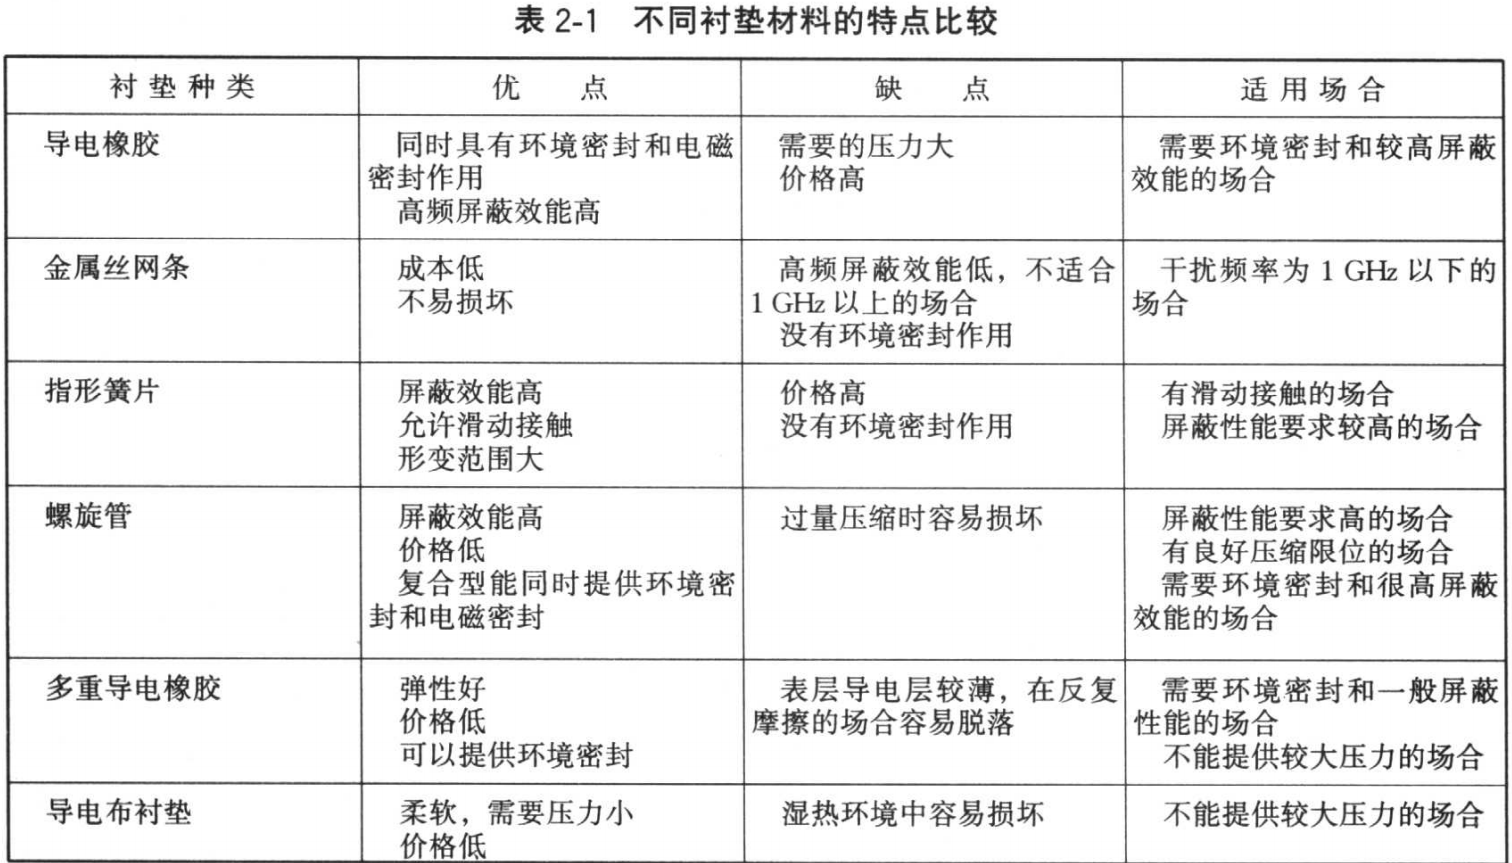 表 2-1 不同衬垫材料的特点比较
衬垫种类 优点 缺点 适用场合
导电橡胶
同时具有环境密封和电磁
密封作用
高频屏蔽效能高
需要的压力大
价格高
需要环境密封和较高屏蔽
效能的场合
金属丝网条
成本低
不易损坏
高频屏蔽效能低，不适合
1 GHz 以上的场合
没有环境密封作用
干扰频率为 1 GHz 以下的
场合
指形簧片
屏蔽效能高
允许滑动接触
形变范围大
价格高
没有环境密封作用
有滑动接触的场合
屏蔽性能要求较高的场合
螺旋管
屏蔽效能高
价格低
复合型能同时提供环境密
封和电磁密封
过量压缩时容易损坏
屏蔽性能要求高的场合
有良好压缩限位的场合
需要环境密封和很高屏蔽
效能的场合
多重导电橡胶
弹性好
价格低
可以提供环境密封
表层导电层较薄，在反复
摩擦的场合容易脱落
需要环境密封和一般屏蔽
性能的场合
不能提供较大压力的场合
导电布衬垫
柔软，需要压力小
价格低
湿热环境中容易损坏
不能提供较大压力的场合